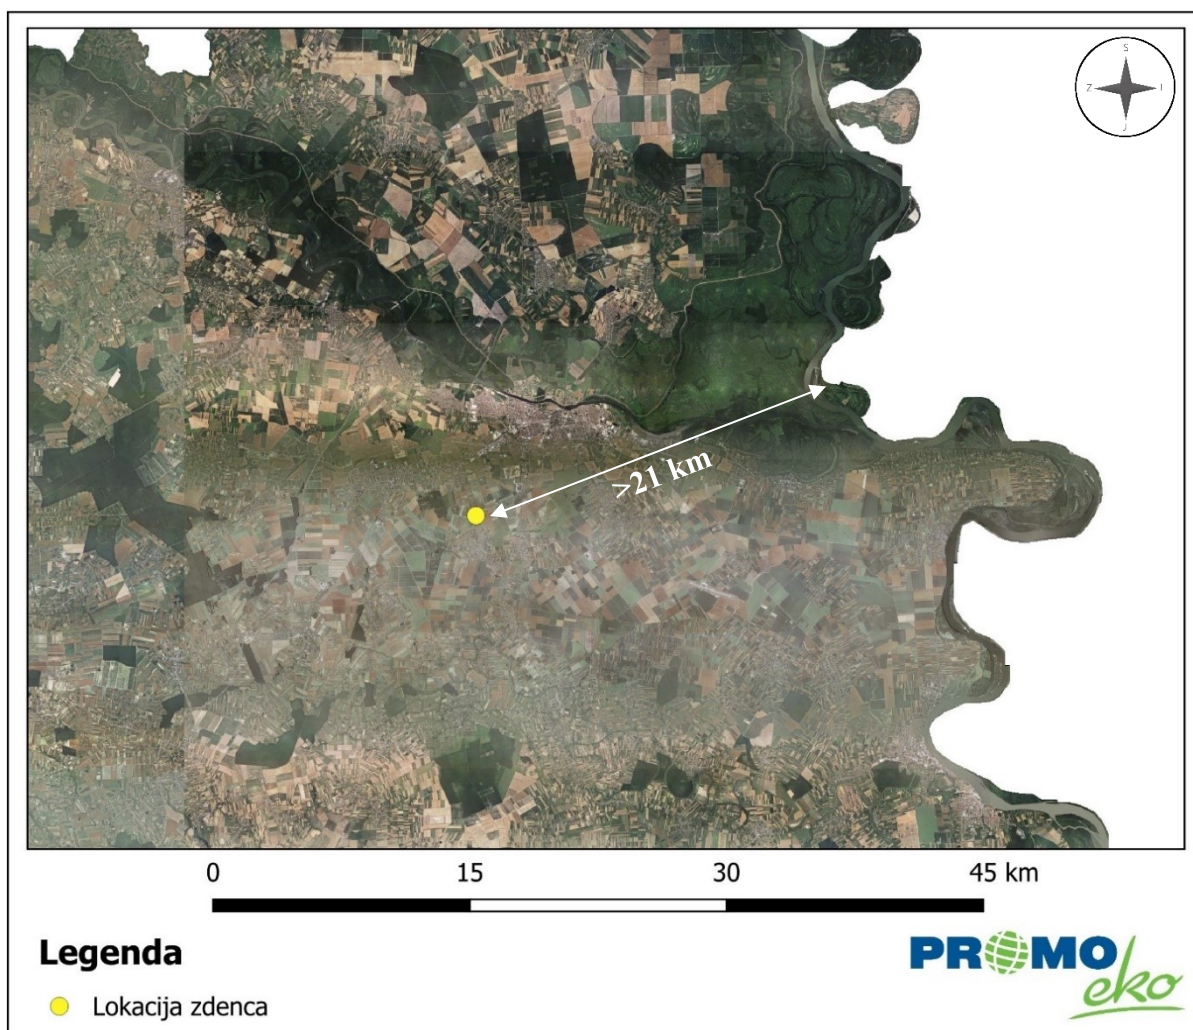 S
Z I
J
>21 km
0 15 30 45 km
Legenda
Lokacija zdenca
PROMO
eko